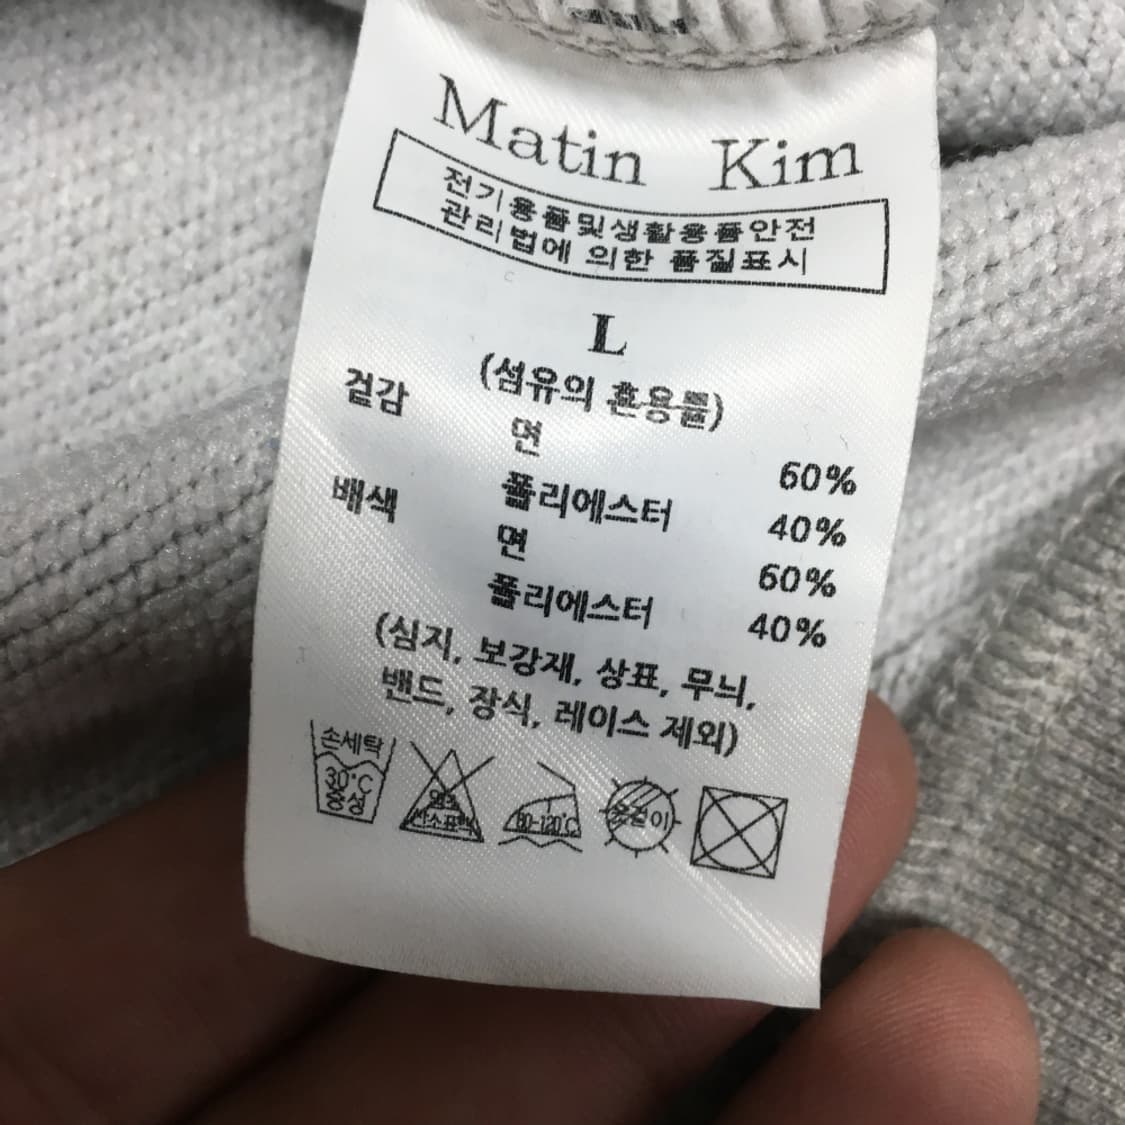 Matin Kim
전기용품및생활용품안전
관리법에 의한 품질표시
L
(섬유의 혼용률)
겉감 면 60%
폴리에스터 40%
배색 면 60%
폴리에스터 40%
(심지, 보강재, 상표, 무늬,
밴드, 장식, 레이스 제외)
손세탁
30°C
중성
염소
산소표백
80-120°C
옷걸이